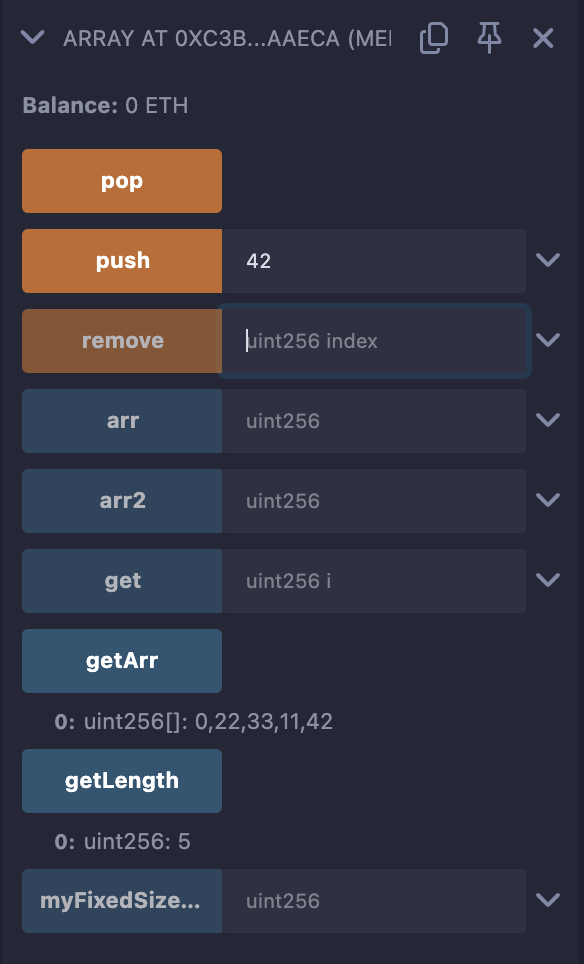 ARRAY AT 0XC3B...AAECA (MEI
Balance: 0 ETH
pop
push 42
remove uint256 index
arr uint256
arr2 uint256
get uint256 i
getArr
0: uint256[]: 0,22,33,11,42
getLength
0: uint256: 5
myFixedSize... uint256